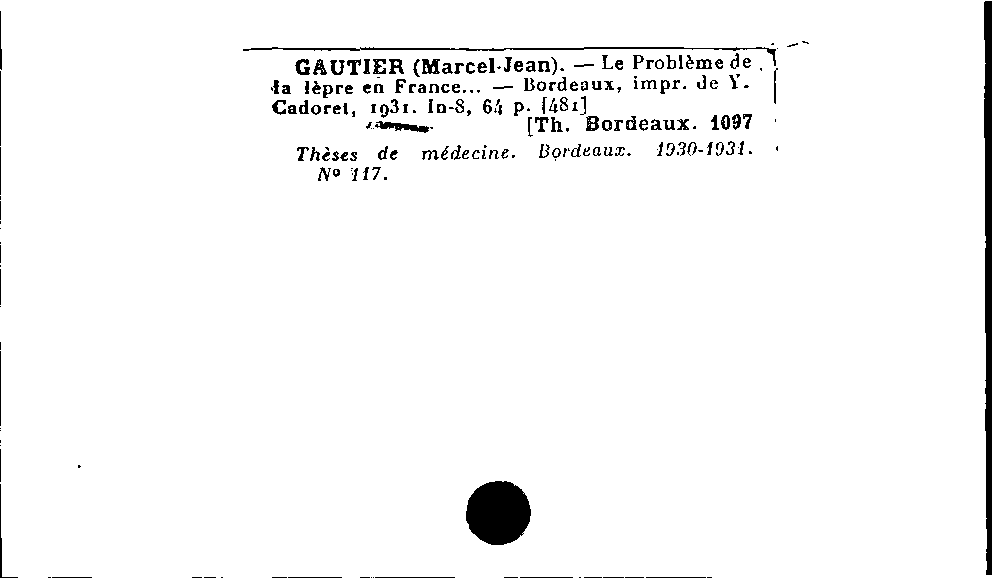 GAUTIER (Marcel-Jean). — Le Problème de
la lèpre en France... — Bordeaux, impr. de Y.
Cadoret, 1931. In-8, 64 p. [481]
[Th. Bordeaux. 1097
Thèses de médecine. Bordeaux. 1930-1931.
Nº 117.